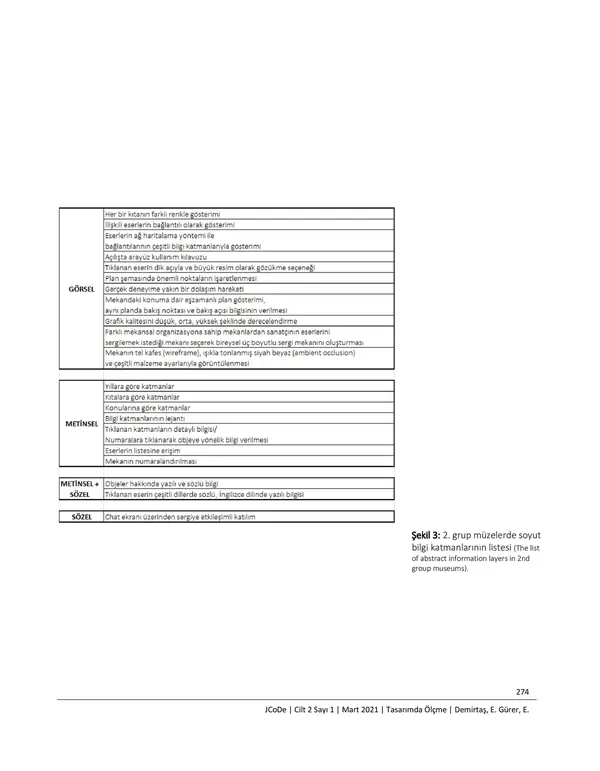 GÖRSEL
Her bir kıtanın farklı renkle gösterimi
İlişkili eserlerin bağlantılı olarak gösterimi
Eserlerin ağ haritalama yöntemi ile
bağlantılarının çeşitli bilgi katmanlarıyla gösterimi
Açılışta arayüz kullanım kılavuzu
Tıklanan eserin dik açıyla ve büyük resim olarak gözükme seçeneği
Plan şemasında önemli noktaların işaretlenmesi
Gerçek deneyime yakın bir dolaşım hareketi
Mekandaki konuma dair eşzamanlı plan gösterimi,
aynı planda bakış noktası ve bakış açısı bilgisinin verilmesi
Grafik kalitesini düşük, orta, yüksek şeklinde derecelendirme
Farklı mekansal organizasyona sahip mekanlardan sanatçının eserlerini
sergilemek istediği mekanı seçerek bireysel üç boyutlu sergi mekanını oluşturması
Mekanın tel kafes (wireframe), ışıkla tonlanmış siyah beyaz (ambient occlusion)
ve çeşitli malzeme ayarlarıyla görüntülenmesi
METİNSEL
Yıllara göre katmanlar
Kıtalara göre katmanlar
Konularına göre katmanlar
Bilgi katmanlarının lejantı
Tıklanan katmanların detaylı bilgisi/
Numaralara tıklanarak objeye yönelik bilgi verilmesi
Eserlerin listesine erişim
Mekanın numaralandırılması
METİNSEL +
SÖZEL
Objeler hakkında yazılı ve sözlü bilgi
Tıklanan eserin çeşitli dillerde sözlü, İngilizce dilinde yazılı bilgisi
SÖZEL
Chat ekranı üzerinden sergiye etkileşimli katılım
Şekil 3: 2. grup müzelerde soyut
bilgi katmanlarının listesi (The list
of abstract information layers in 2nd
group museums).
274
JCoDe | Cilt 2 Sayı 1 | Mart 2021 | Tasarımda Ölçme | Demirtaş, E. Gürer, E.